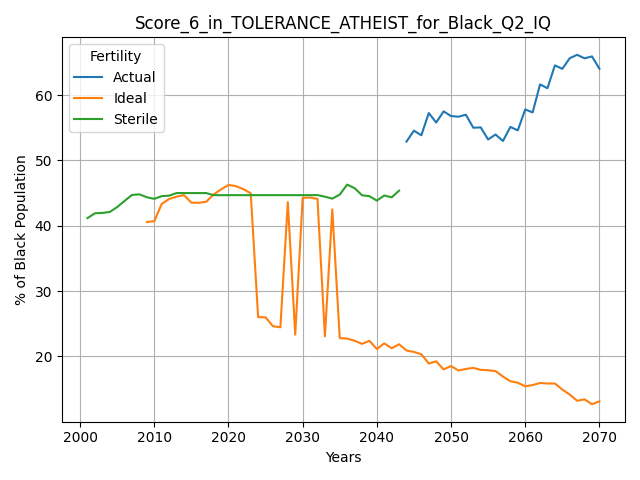 Score_6_in_TOLERANCE_ATHEIST_for_Black_Q2_IQ
Fertility
Actual
Ideal
Sterile
% of Black Population
60
50
40
30
20
2000 2010 2020 2030 2040 2050 2060 2070
Years